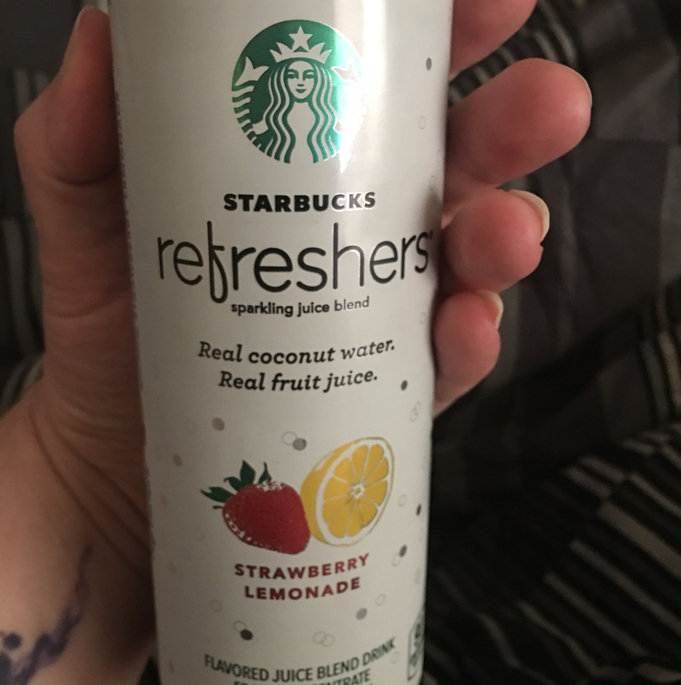 STARBUCKS
refreshers
sparkling juice blend
Real coconut water.
Real fruit juice.
STRAWBERRY
LEMONADE
FLAVORED JUICE BLEND DRINK